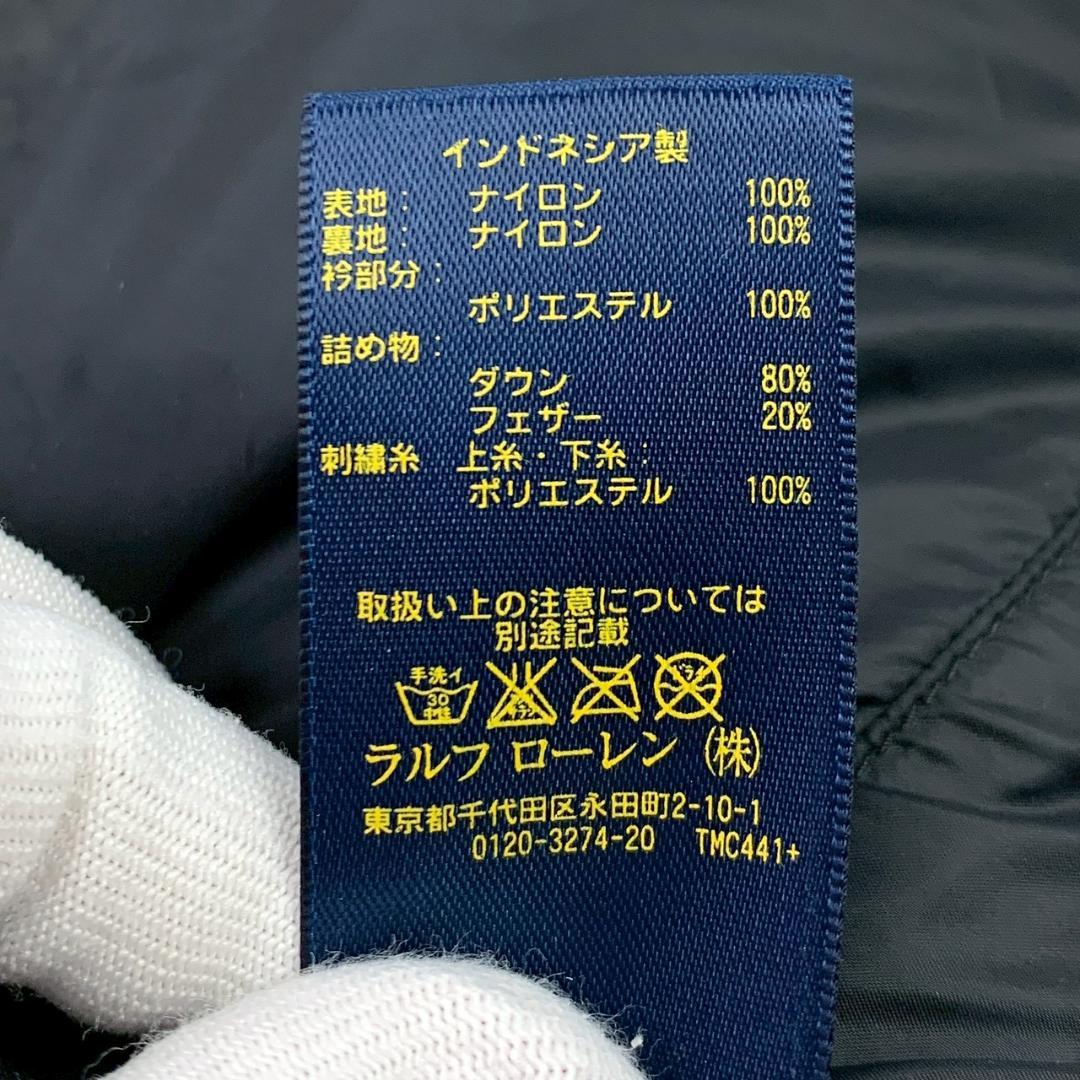 インドネシア製
表地: ナイロン 100%
裏地: ナイロン 100%
衿部分:
ポリエステル 100%
詰め物:
ダウン 80%
フェザー 20%
刺繍糸 上糸・下糸:
ポリエステル 100%
取扱い上の注意については
別途記載
手洗イ
30
中性
ドライ
ラルフ ローレン (株)
東京都千代田区永田町2-10-1
0120-3274-20 TMC441+